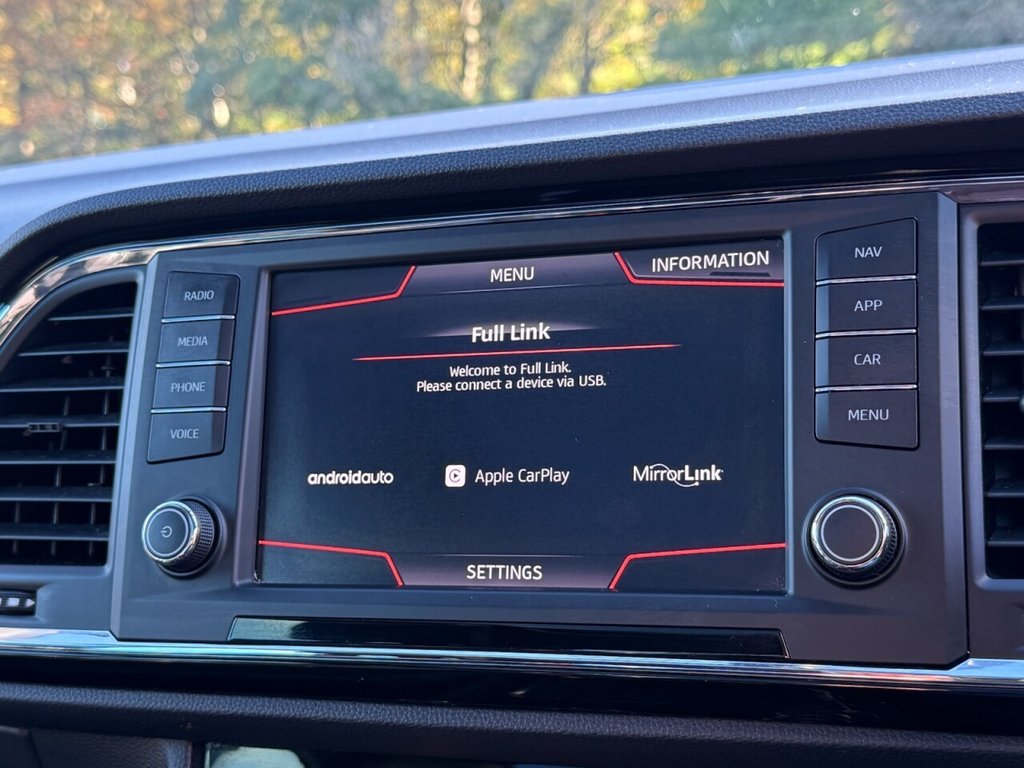 RADIO
MEDIA
PHONE
VOICE
MENU
INFORMATION
Full Link
Welcome to Full Link.
Please connect a device via USB.
androidauto
Apple CarPlay
MirrorLink
SETTINGS
NAV
APP
CAR
MENU